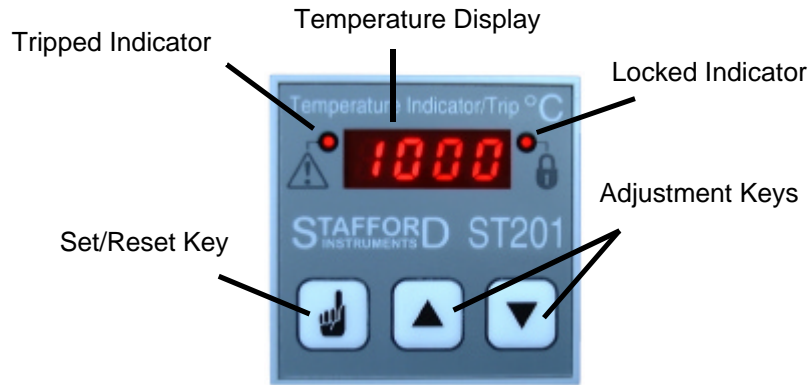 Temperature Display
Tripped Indicator
Locked Indicator
Temperature Indicator/Trip °C
1000
STAFFORD ST201
INSTRUMENTS
Adjustment Keys
Set/Reset Key